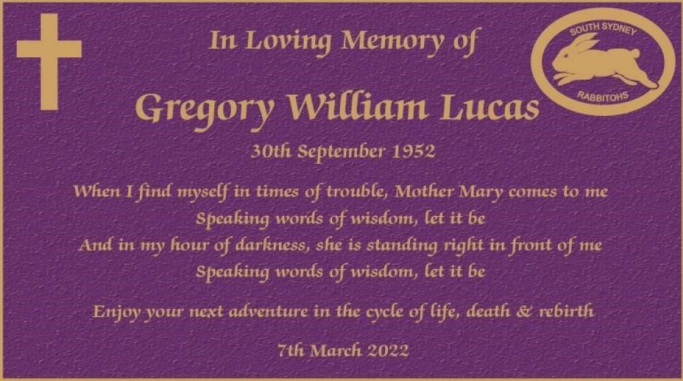 In Loving Memory of
SOUTH SYDNEY
RABBITOHS
Gregory William Lucas
30th September 1952
When I find myself in times of trouble, Mother Mary comes to me
Speaking words of wisdom, let it be
And in my hour of darkness, she is standing right in front of me
Speaking words of wisdom, let it be
Enjoy your next adventure in the cycle of life, death & rebirth
7th March 2022